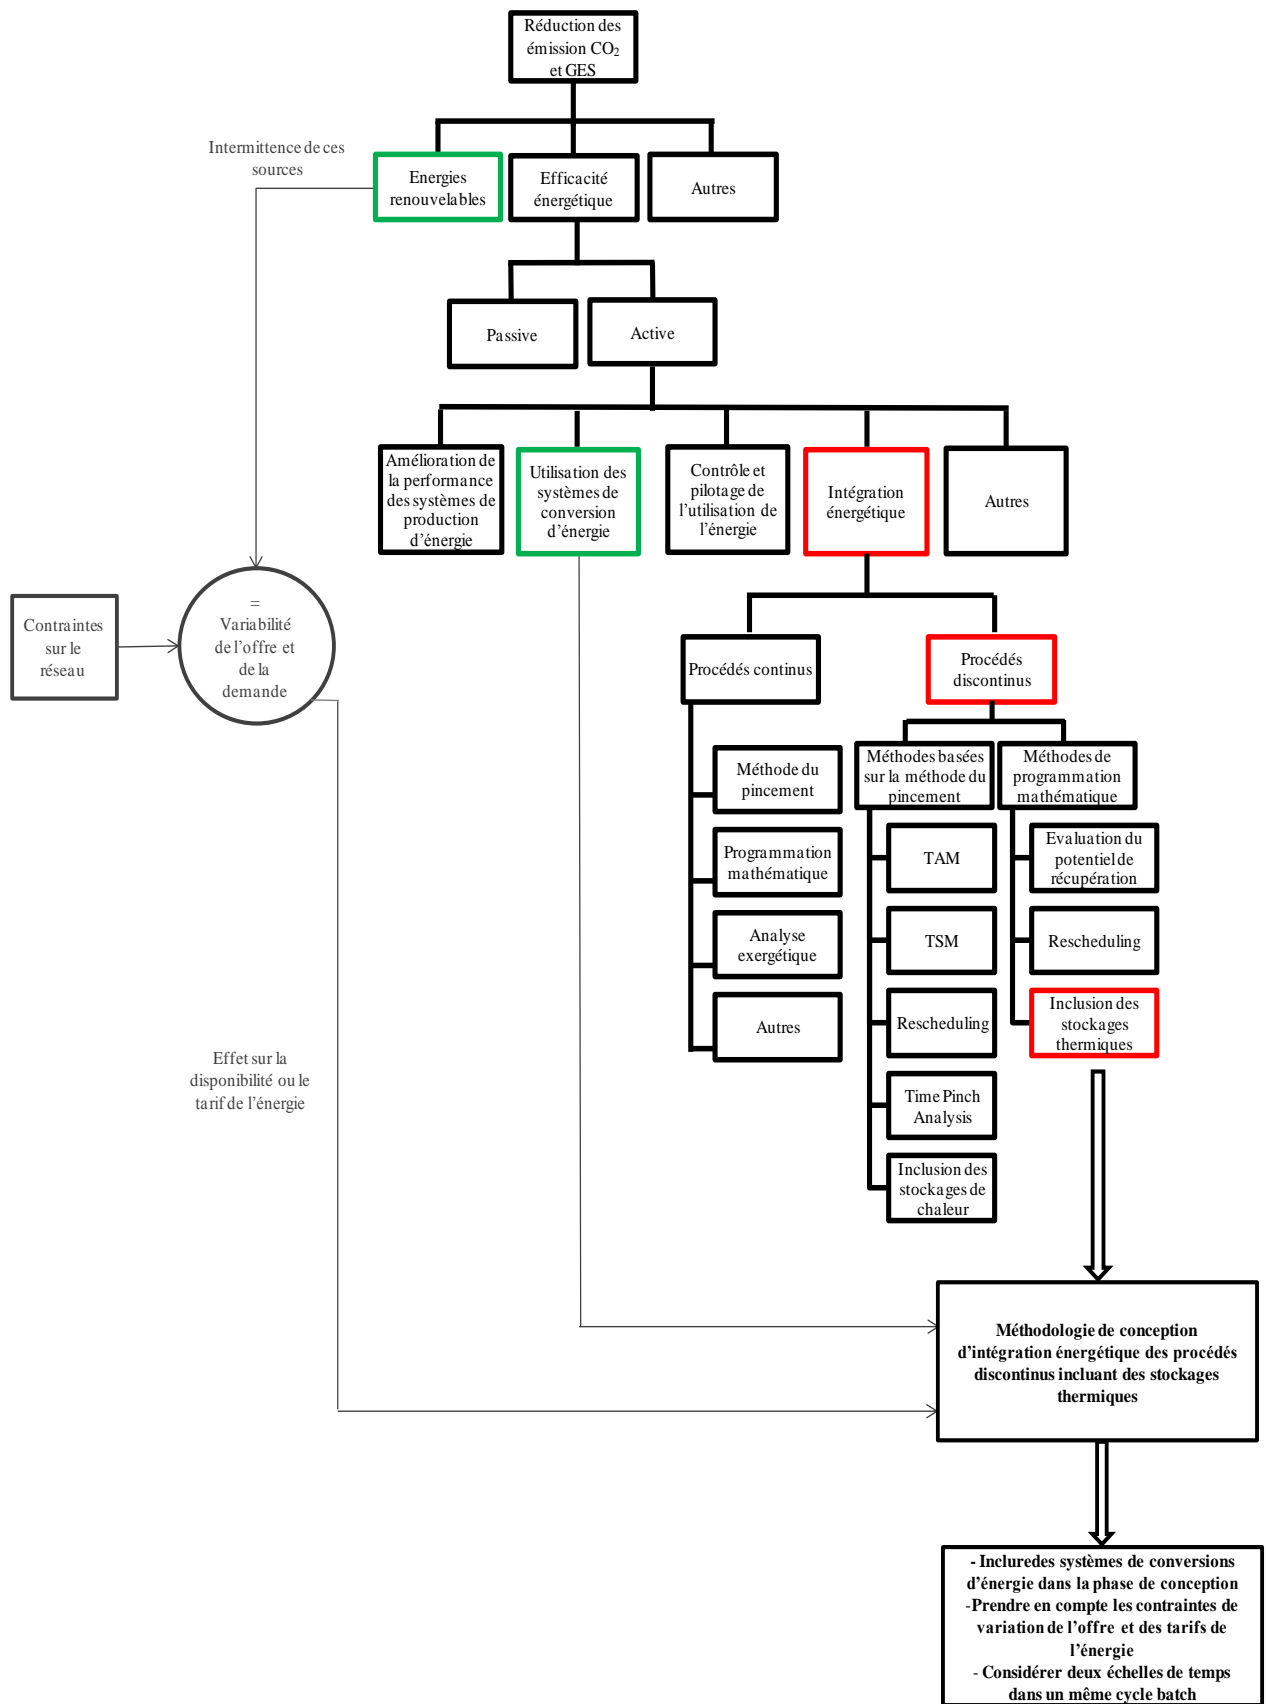 Réduction des
émission CO₂
et GES
Intermittence de ces
sources
Energies
renouvelables
Efficacité
énergétique
Autres
Passive
Active
Amélioration de
la performance
des systèmes de
production
d’énergie
Utilisation des
systèmes de
conversion
d’énergie
Contrôle et
pilotage de
l’utilisation de
l’énergie
Intégration
énergétique
Autres
Contraintes
sur le
réseau
=
Variabilité
de l’offre et
de la
demande
Procédés continus
Procédés
discontinus
Méthode du
pincement
Programmation
mathématique
Analyse
exergétique
Autres
Méthodes basées
sur la méthode du
pincement
TAM
TSM
Rescheduling
Time Pinch
Analysis
Inclusion des
stockages de
chaleur
Méthodes de
programmation
mathématique
Evaluation du
potentiel de
récupération
Rescheduling
Inclusion des
stockages
thermiques
Effet sur la
disponibilité ou le
tarif de l’énergie
Méthodologie de conception
d’intégration énergétique des procédés
discontinus incluant des stockages
thermiques
- Incluredes systèmes de conversions
d’énergie dans la phase de conception
-Prendre en compte les contraintes de
variation de l’offre et des tarifs de
l’énergie
- Considérer deux échelles de temps
dans un même cycle batch